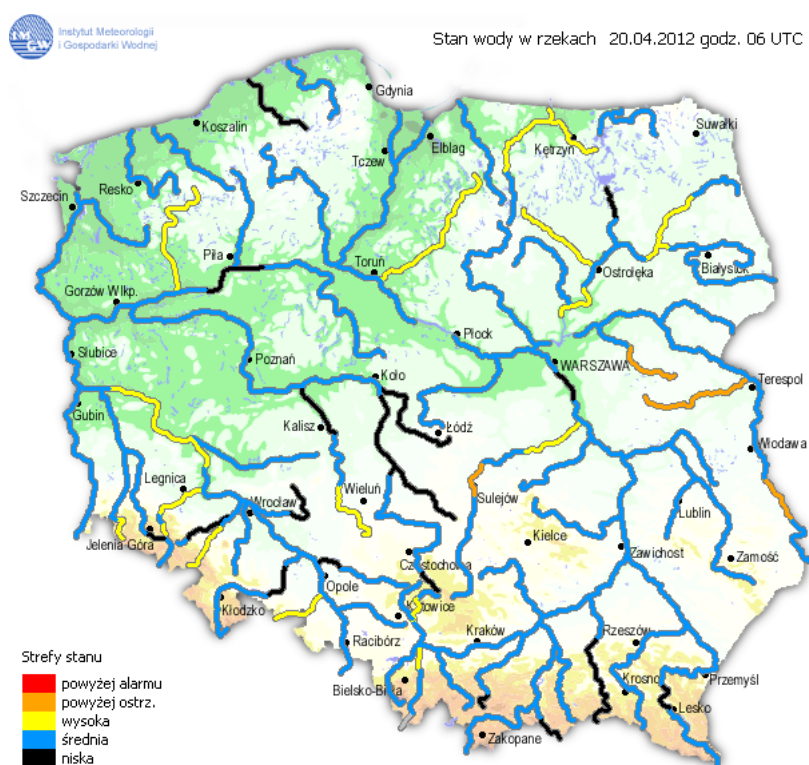 Instytut Meteorologii
i Gospodarki Wodnej
Stan wody w rzekach 20.04.2012 godz. 06 UTC
Gdynia
Koszalin
Suwałki
Tczew
Elbląg
Kętrzyn
Resko
Szczecin
Piła
Toruń
Ostrołęka
Białystok
Gorzów Wlkp.
Płock
Słubice
Poznań
WARSZAWA
Koło
Terespol
Gubin
Kalisz
Łódź
Włodawa
Legnica
Wieluń
Sulejów
Wrocław
Lublin
Jelenia Góra
Kielce
Zawichost
Zamość
Częstochowa
Opole
Kłodzko
Katowice
Racibórz
Kraków
Rzeszów
Strefy stanu
Bielsko-Biała
Krosno
Przemyśl
powyżej alarmu
powyżej ostrz.
Lesko
wysoka
średnia
Zakopane
niska